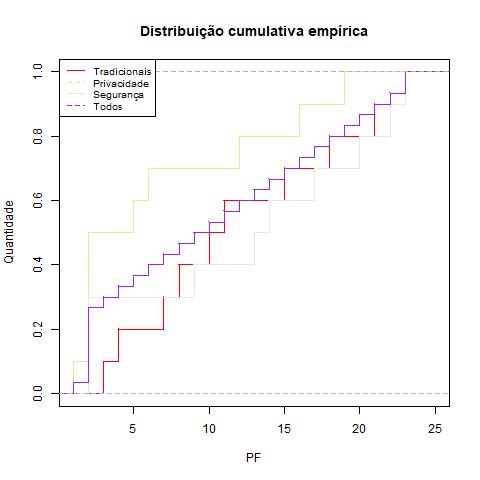 Distribuição cumulativa empírica
Tradicionais
Privacidade
Segurança
Todos
Quantidade
1.0
0.8
0.6
0.4
0.2
0.0
5 10 15 20 25
PF